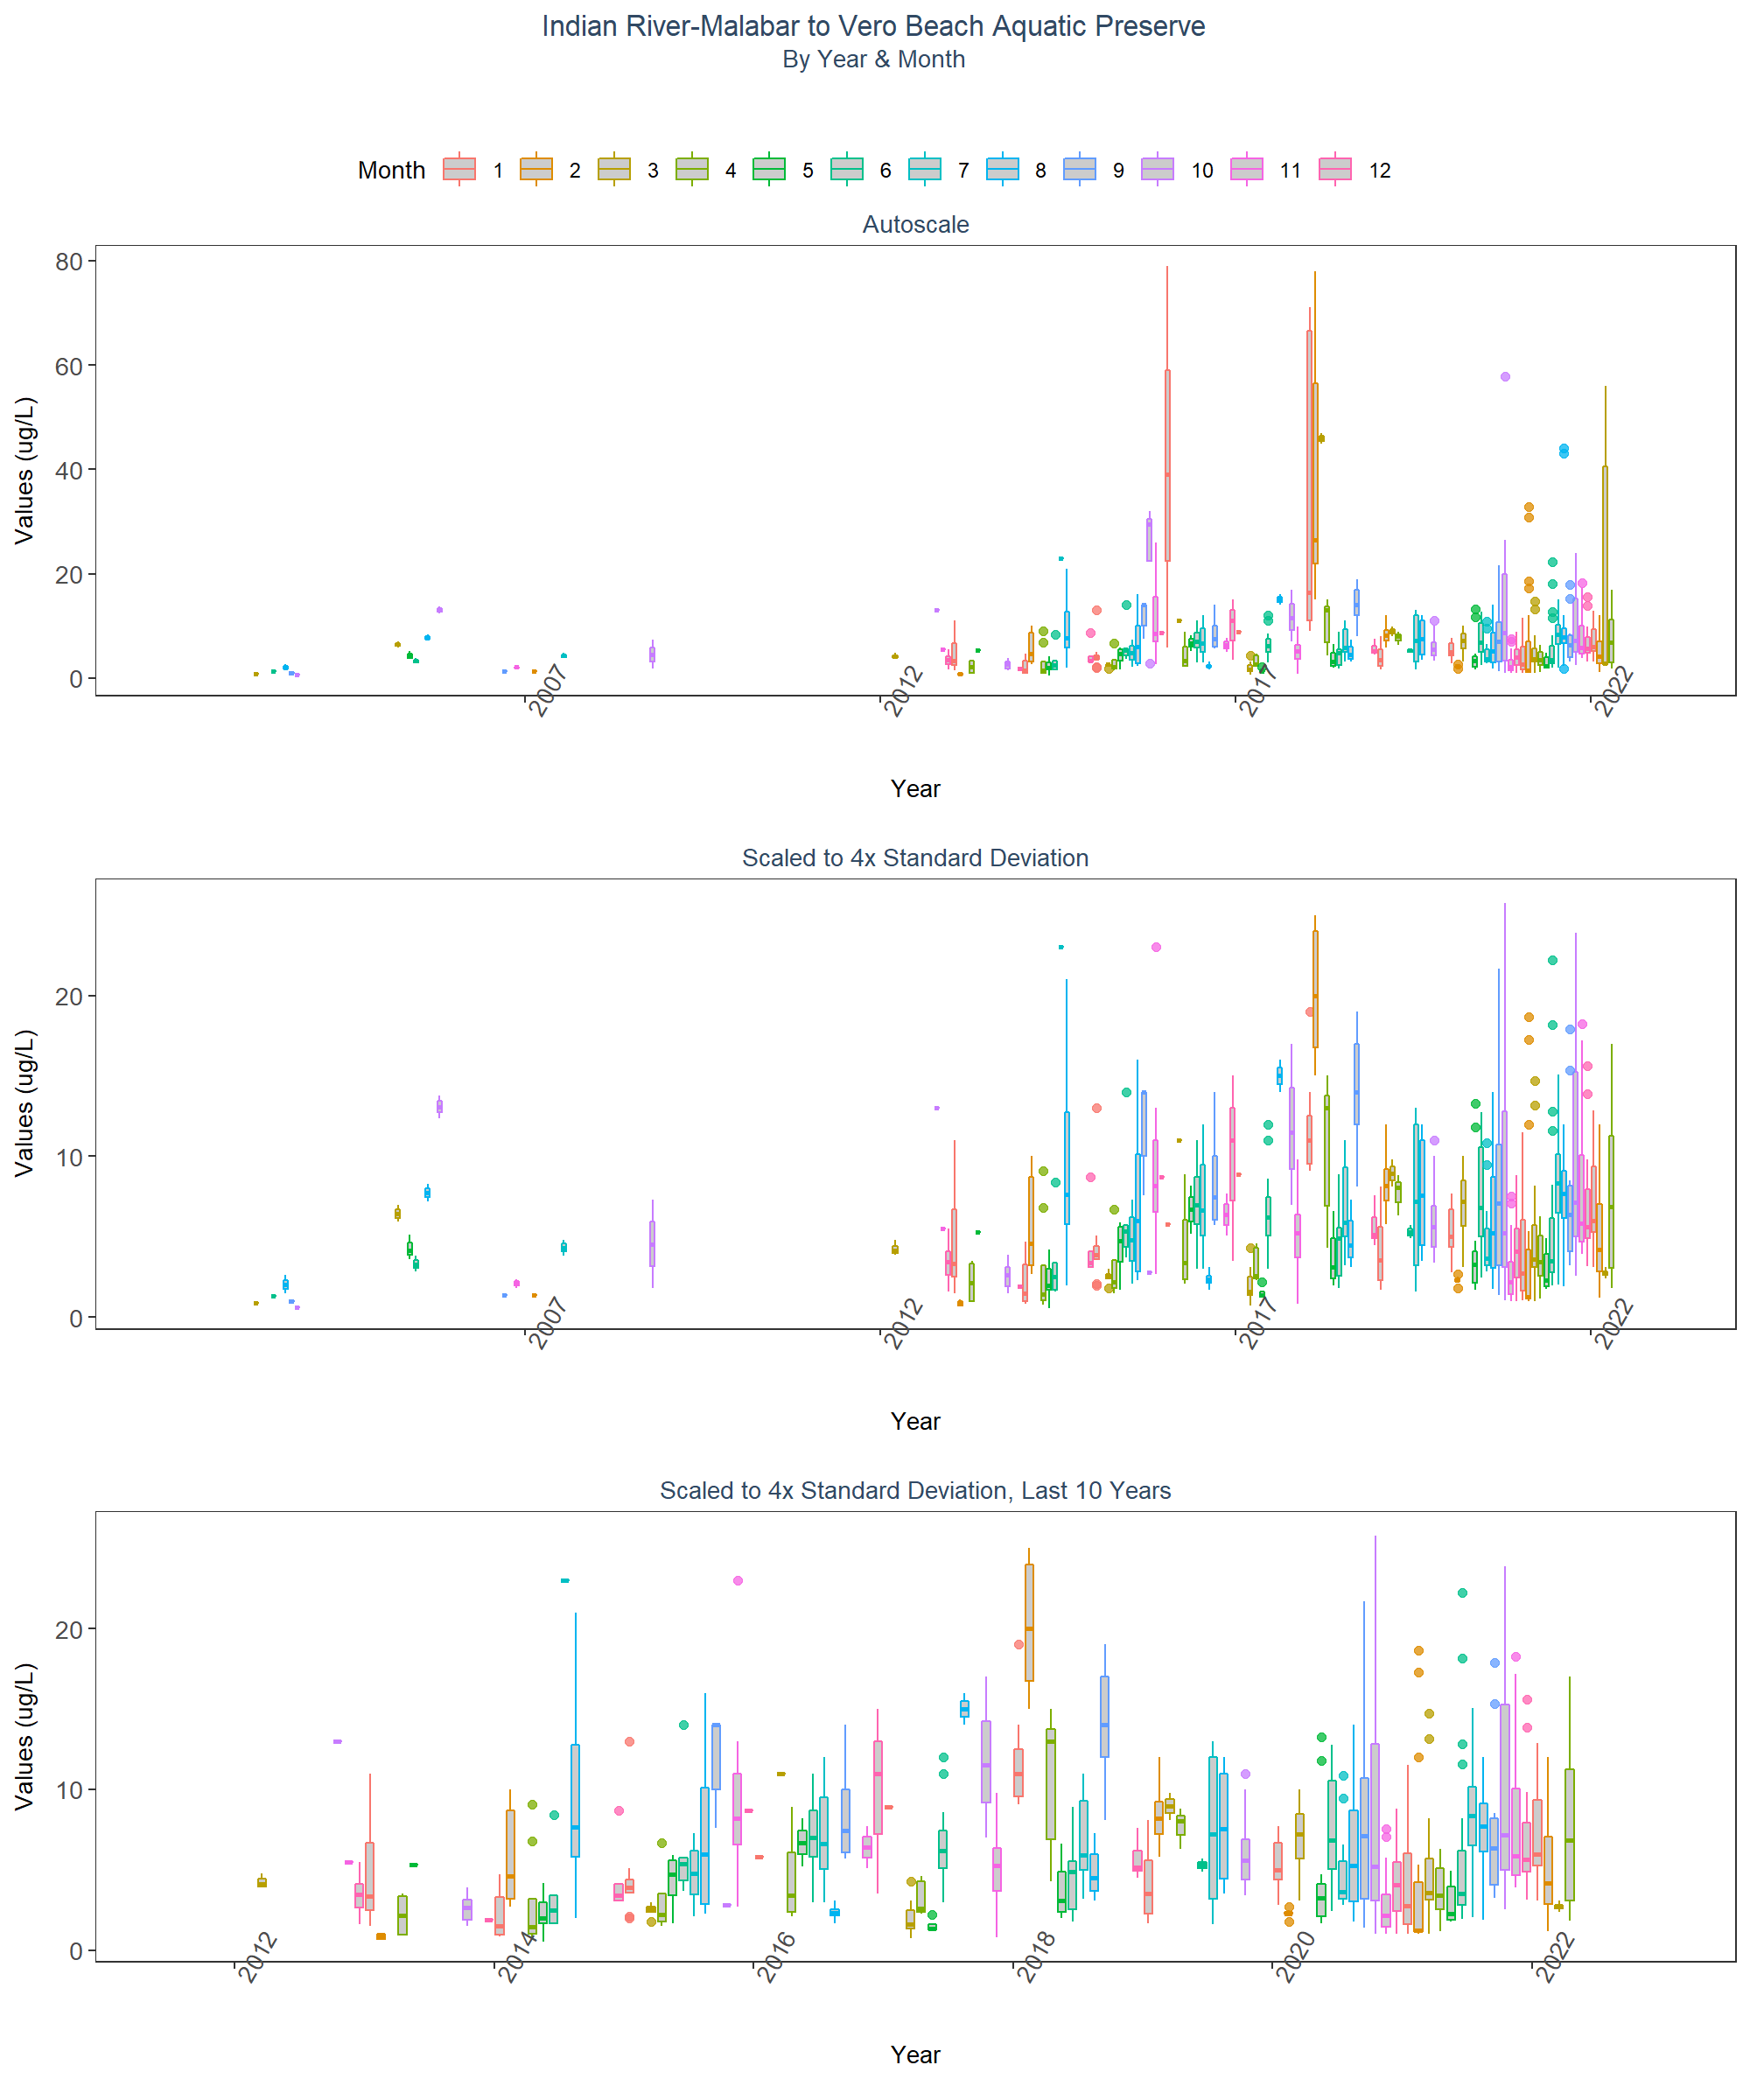 Indian River-Malabar to Vero Beach Aquatic Preserve
By Year & Month
Month 1 2 3 4 5 6 7 8 9 10 11 12
Autoscale
Values (ug/L)
80
60
40
20
0
2007 2012 2017 2022
Year
Scaled to 4x Standard Deviation
Values (ug/L)
20
10
0
2007 2012 2017 2022
Year
Scaled to 4x Standard Deviation, Last 10 Years
Values (ug/L)
20
10
0
2012 2014 2016 2018 2020 2022
Year